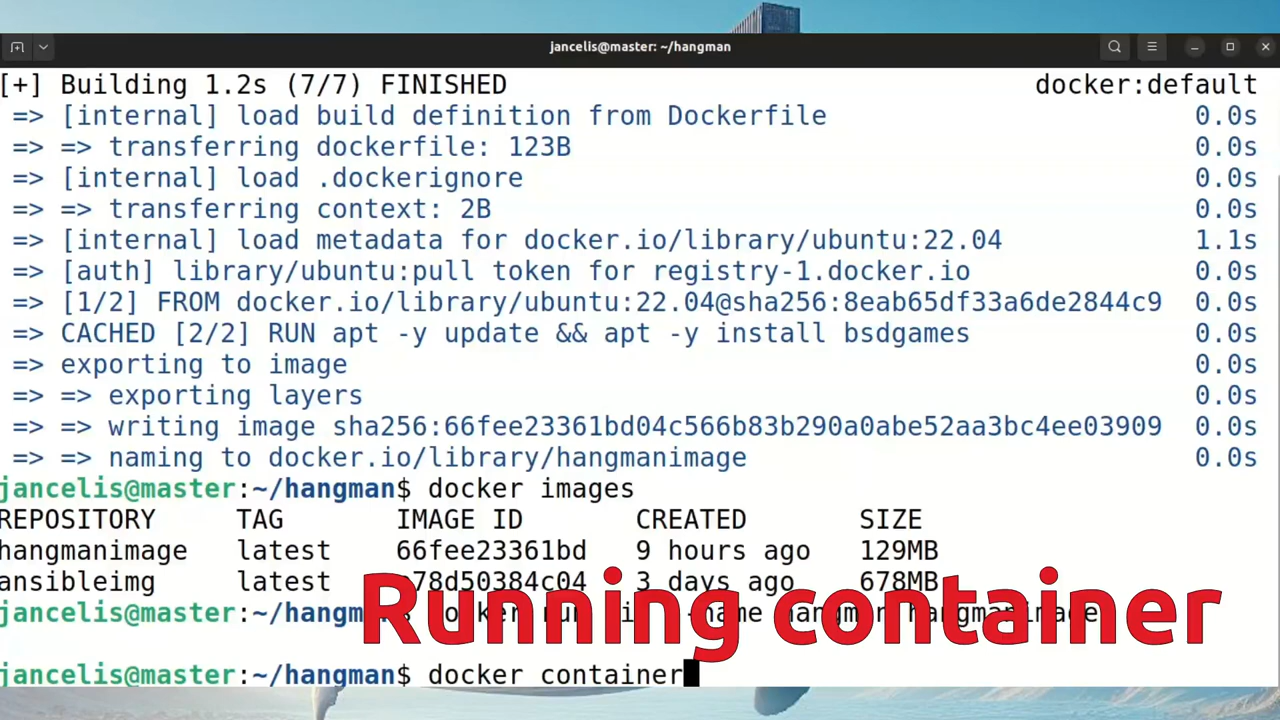 jancelis@master: ~/hangman
[+] Building 1.2s (7/7) FINISHED docker:default
=> [internal] load build definition from Dockerfile 0.0s
=> => transferring dockerfile: 123B 0.0s
=> [internal] load .dockerignore 0.0s
=> => transferring context: 2B 0.0s
=> [internal] load metadata for docker.io/library/ubuntu:22.04 1.1s
=> [auth] library/ubuntu:pull token for registry-1.docker.io 0.0s
=> [1/2] FROM docker.io/library/ubuntu:22.04@sha256:8eab65df33a6de2844c9 0.0s
=> CACHED [2/2] RUN apt -y update && apt -y install bsdgames 0.0s
=> exporting to image 0.0s
=> => exporting layers 0.0s
=> => writing image sha256:66fee23361bd04c566b83b290a0abe52aa3bc4ee03909 0.0s
=> => naming to docker.io/library/hangmanimage 0.0s
jancelis@master:~/hangman$ docker images
REPOSITORY TAG IMAGE ID CREATED SIZE
hangmanimage latest 66fee23361bd 9 hours ago 129MB
ansibleimg latest 78d50384c04 3 days ago 678MB
jancelis@master:~/hangman$ docker run --name hangman hangmanimage
Running container
jancelis@master:~/hangman$ docker container